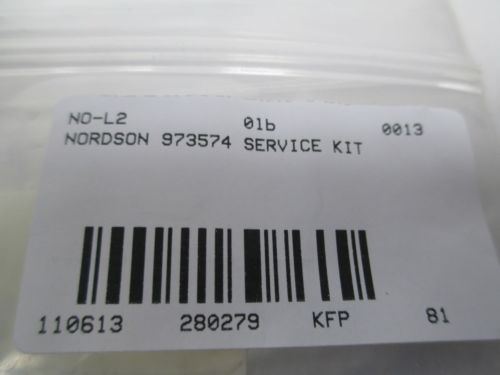 NO-L2 01b 0013
NORDSON 973574 SERVICE KIT
110613 280279 KFP 81